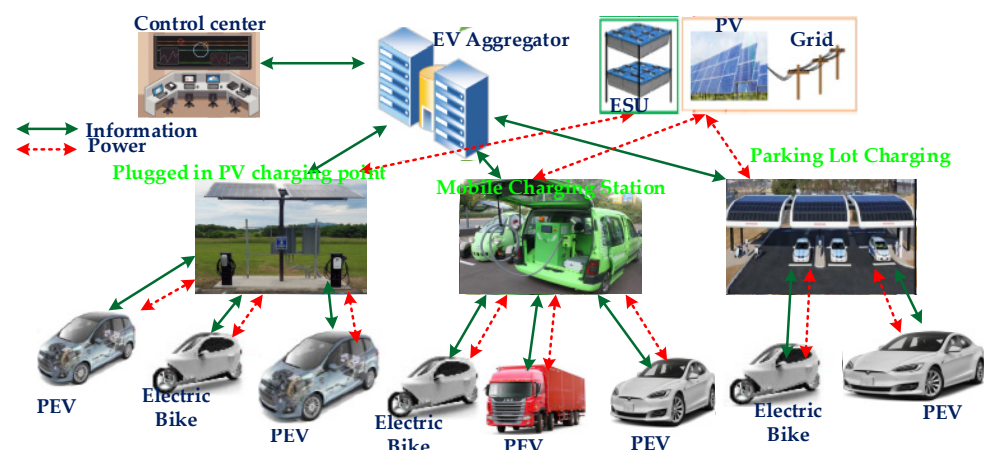 Control center
EV Aggregator
PV
Grid
ESU
Information
Power
Plugged in PV charging point
Mobile Charging Station
Parking Lot Charging
PEV
Electric
Bike
PEV
Electric
Bike
PEV
PEV
Electric
Bike
PEV